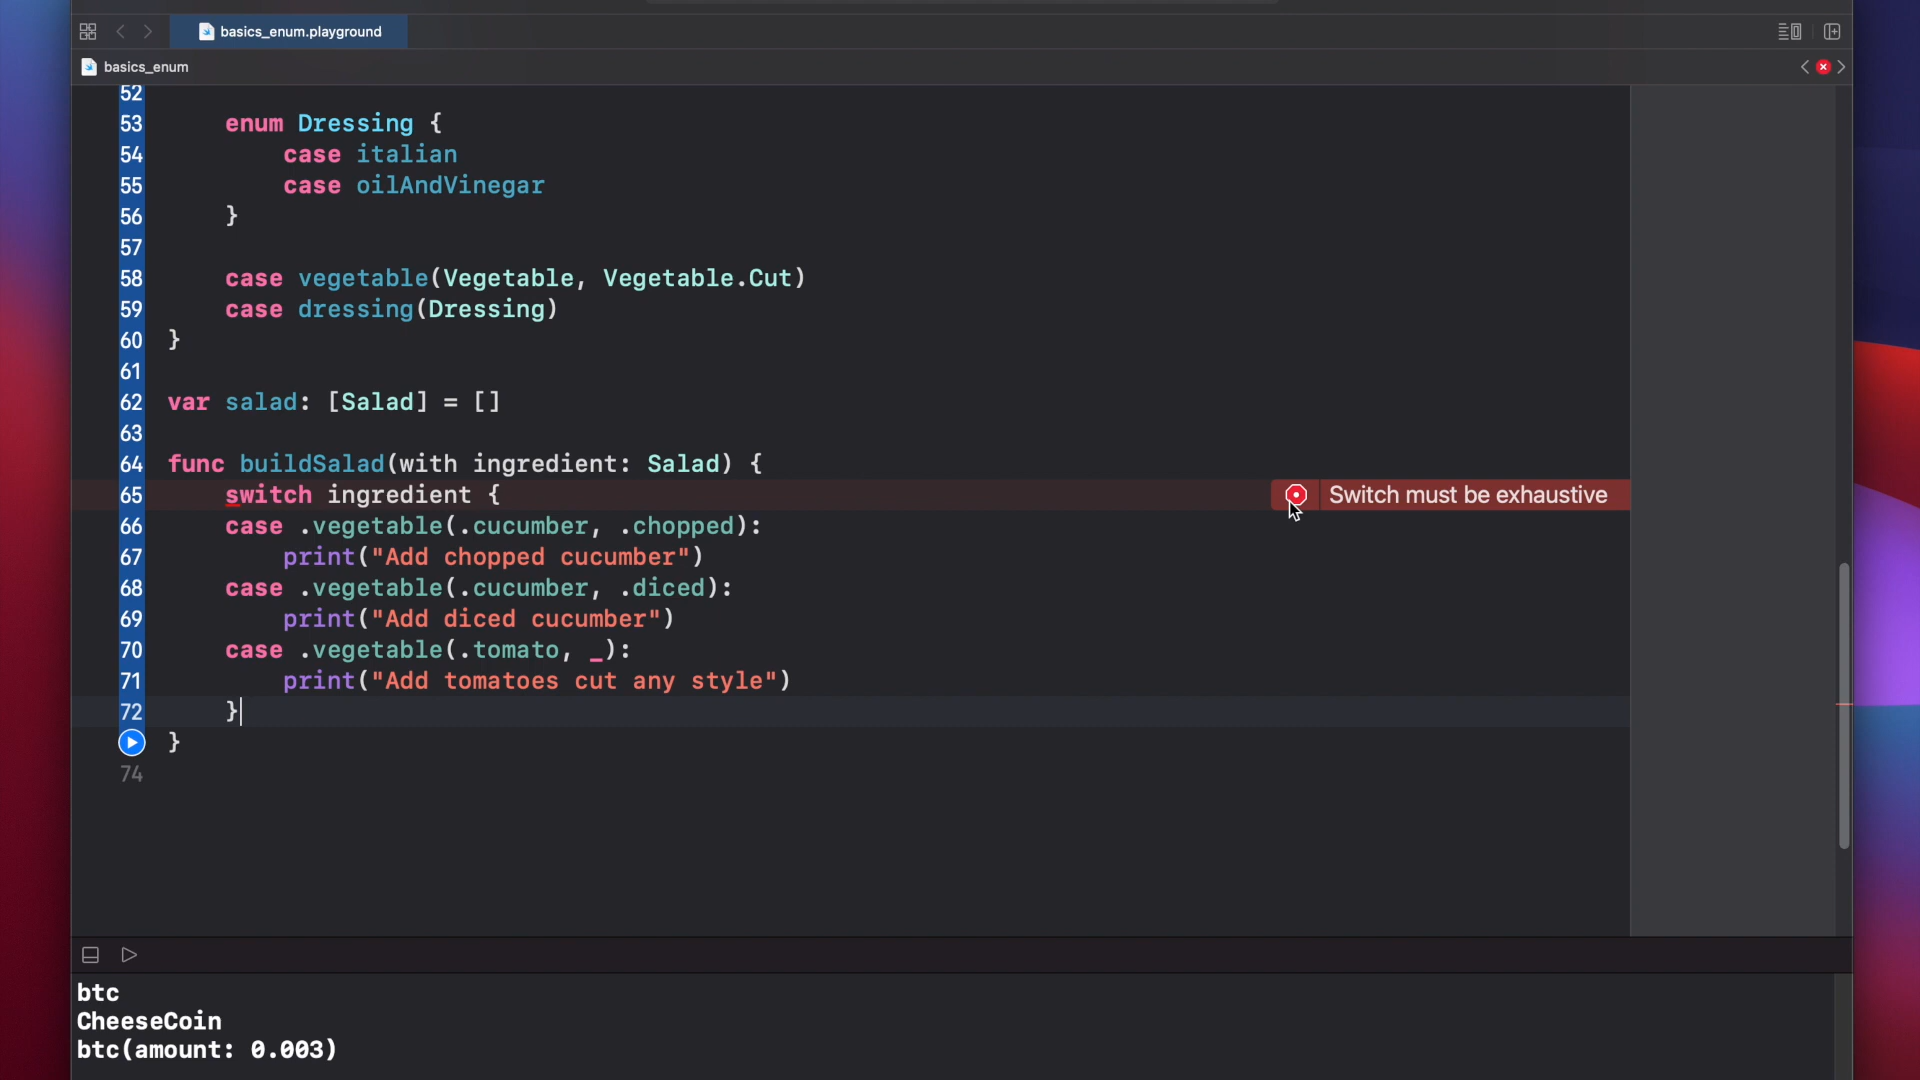 basics_enum.playground
basics_enum
52
53 enum Dressing {
54 case italian
55 case oilAndVinegar
56 }
57
58 case vegetable(Vegetable, Vegetable.Cut)
59 case dressing(Dressing)
60 }
61
62 var salad: [Salad] = []
63
64 func buildSalad(with ingredient: Salad) {
65 switch ingredient { Switch must be exhaustive
66 case .vegetable(.cucumber, .chopped):
67 print("Add chopped cucumber")
68 case .vegetable(.cucumber, .diced):
69 print("Add diced cucumber")
70 case .vegetable(.tomato, _):
71 print("Add tomatoes cut any style")
72 }
}
74
btc
CheeseCoin
btc(amount: 0.003)